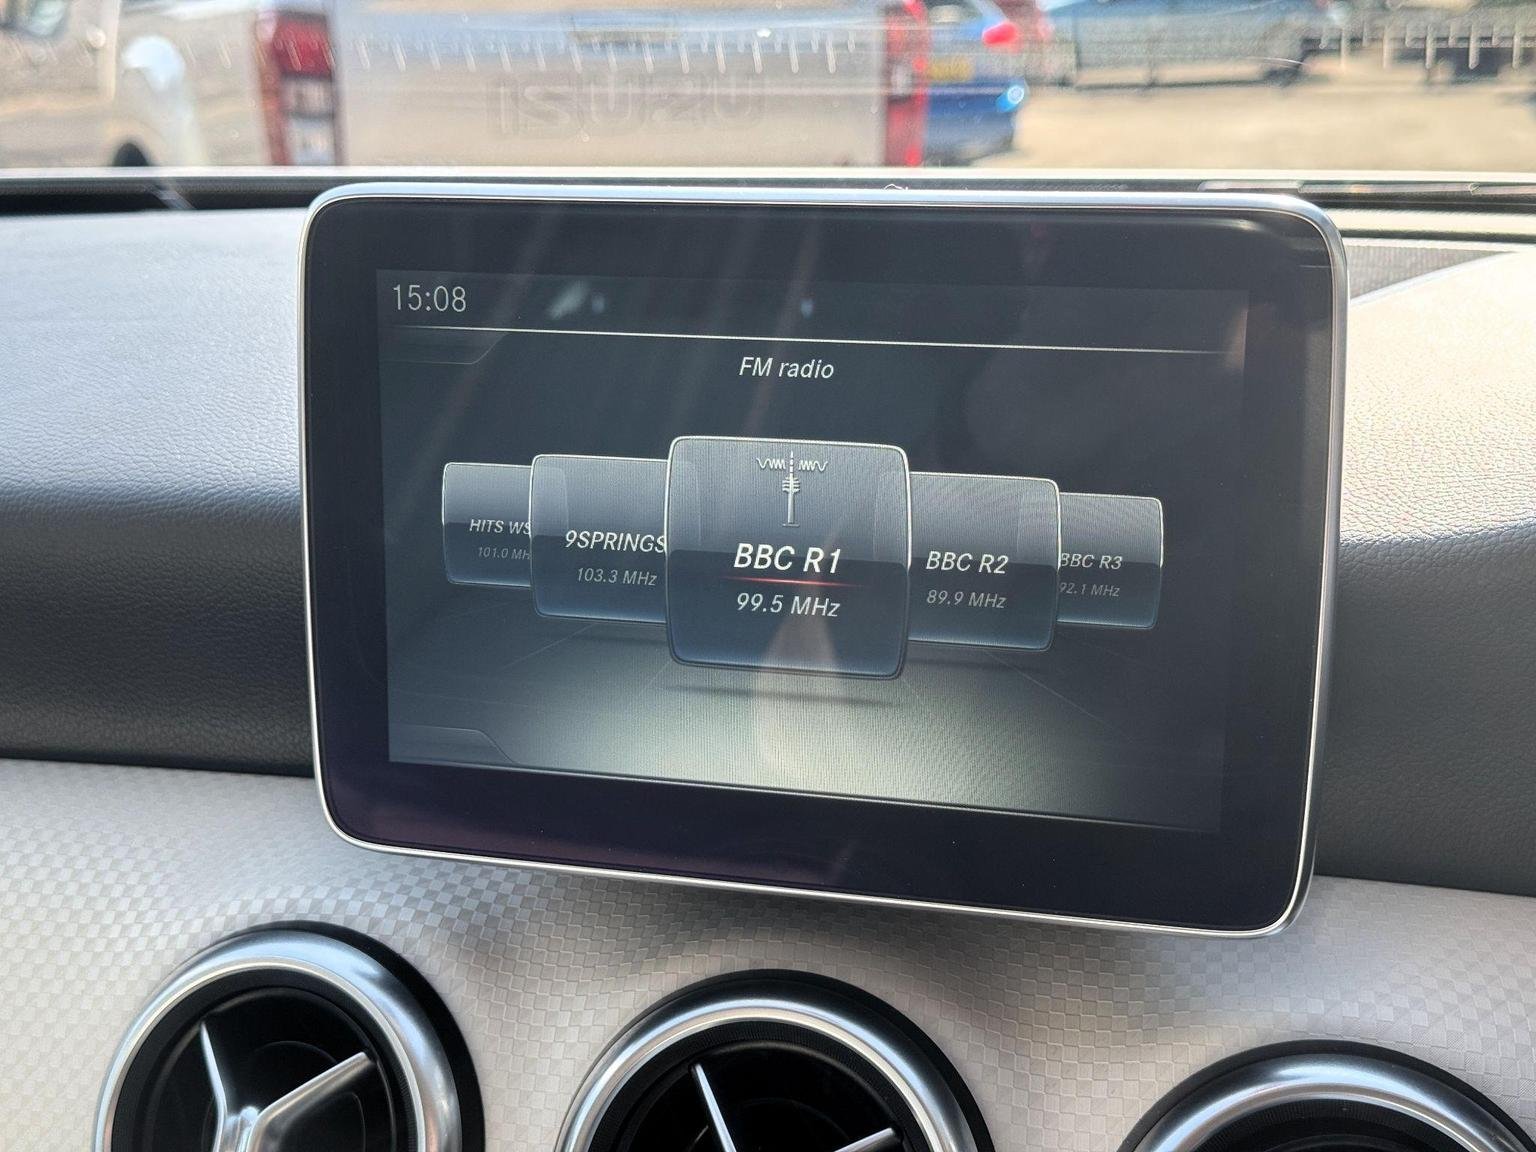 ISUZU
15:08
FM radio
HITS WS
101.0 MH
9SPRINGS
103.3 MHz
BBC R1
99.5 MHz
BBC R2
89.9 MHz
BBC R3
92.1 MHz